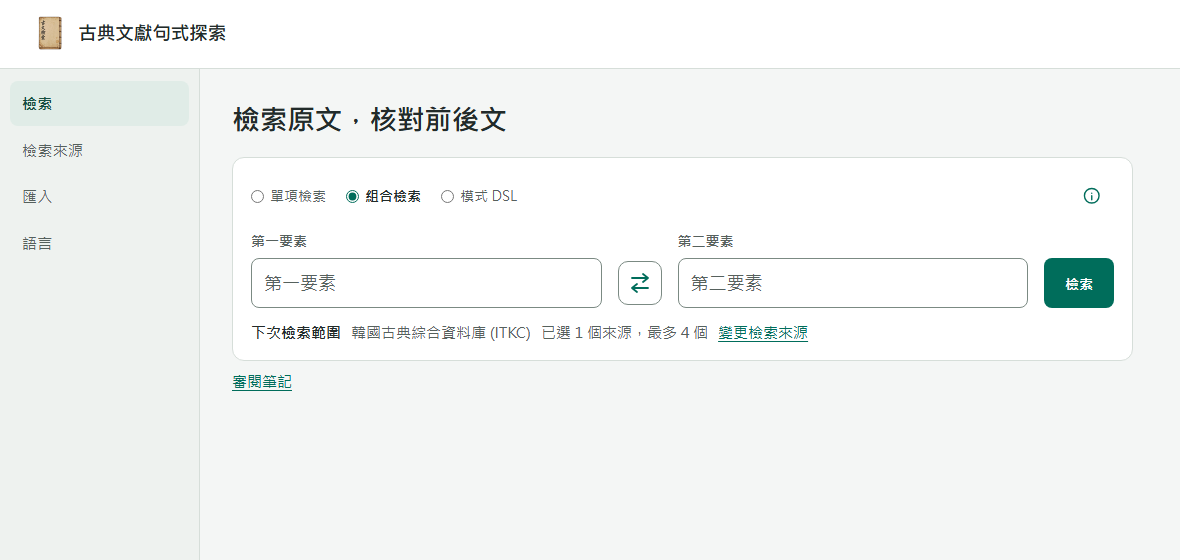 古典文獻句式探索
檢索
檢索來源
匯入
語言
檢索原文，核對前後文
單項檢索 組合檢索 模式 DSL
第一要素 第二要素
第一要素 第二要素 檢索
下次檢索範圍 韓國古典綜合資料庫 (ITKC) 已選 1 個來源，最多 4 個 變更檢索來源
審閱筆記